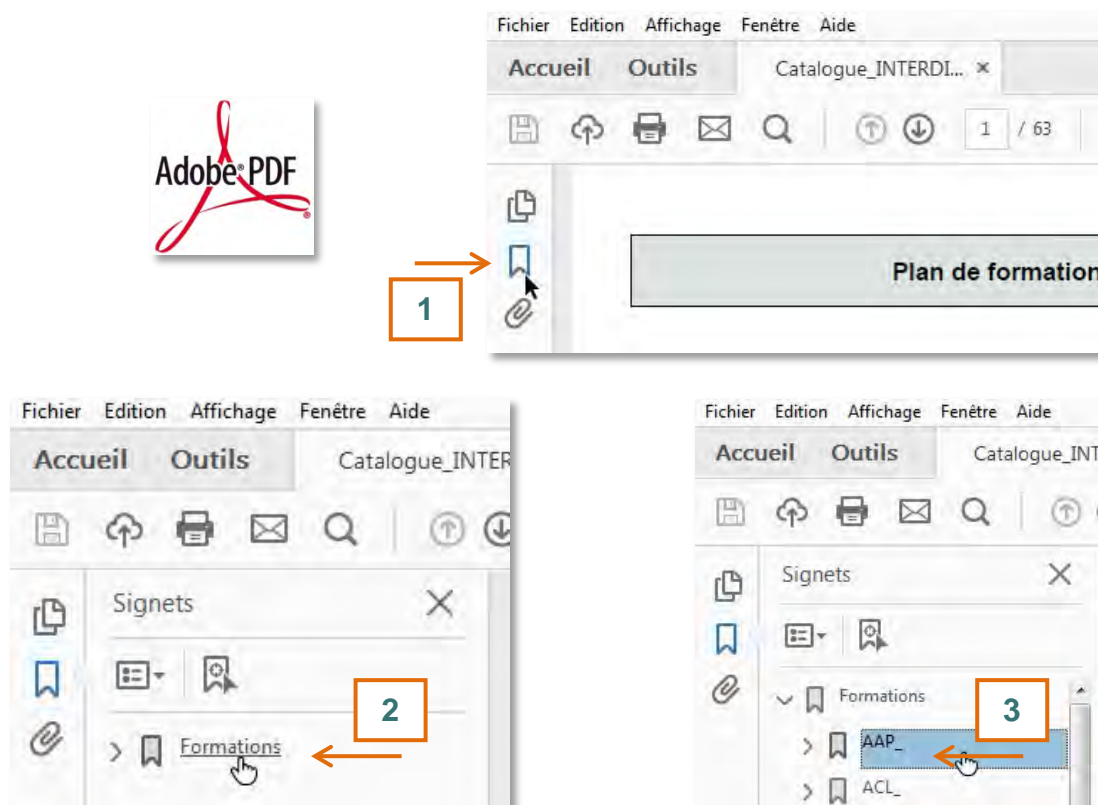 Fichier Edition Affichage Fenêtre Aide
Accueil Outils Catalogue_INTERDI... ×
1 / 63
Adobe® PDF
®
Plan de formation
1
Fichier Edition Affichage Fenêtre Aide
Accueil Outils Catalogue_INTER
Signets
2
Formations
Fichier Edition Affichage Fenêtre Aide
Accueil Outils Catalogue_INT
Signets
Formations
3
AAP_
ACL_